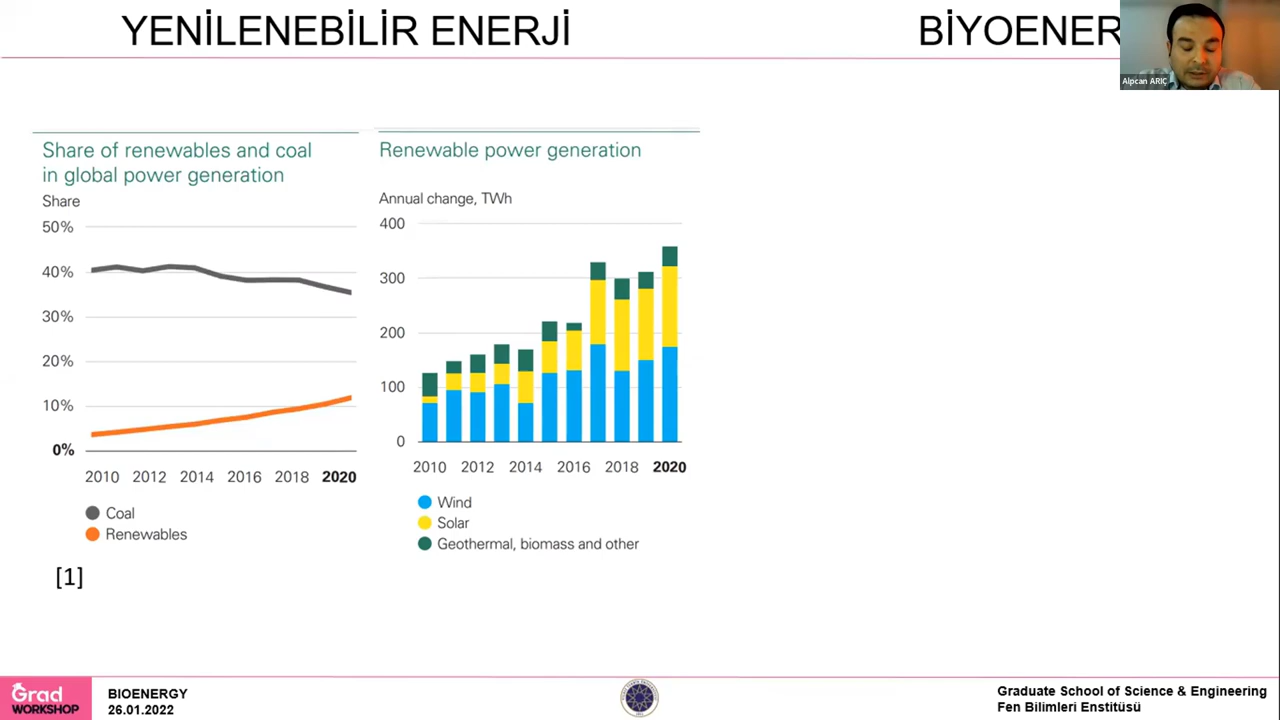 YENİLENEBİLİR ENERJİ
BİYOENER
Alpcan ARIÇ
Share of renewables and coal
in global power generation
Share
50%
40%
30%
20%
10%
0%
2010 2012 2014 2016 2018 2020
Coal
Renewables
[1]
Renewable power generation
Annual change, TWh
400
300
200
100
0
2010 2012 2014 2016 2018 2020
Wind
Solar
Geothermal, biomass and other
Grad
WORKSHOP
BIOENERGY
26.01.2022
Graduate School of Science & Engineering
Fen Bilimleri Enstitüsü